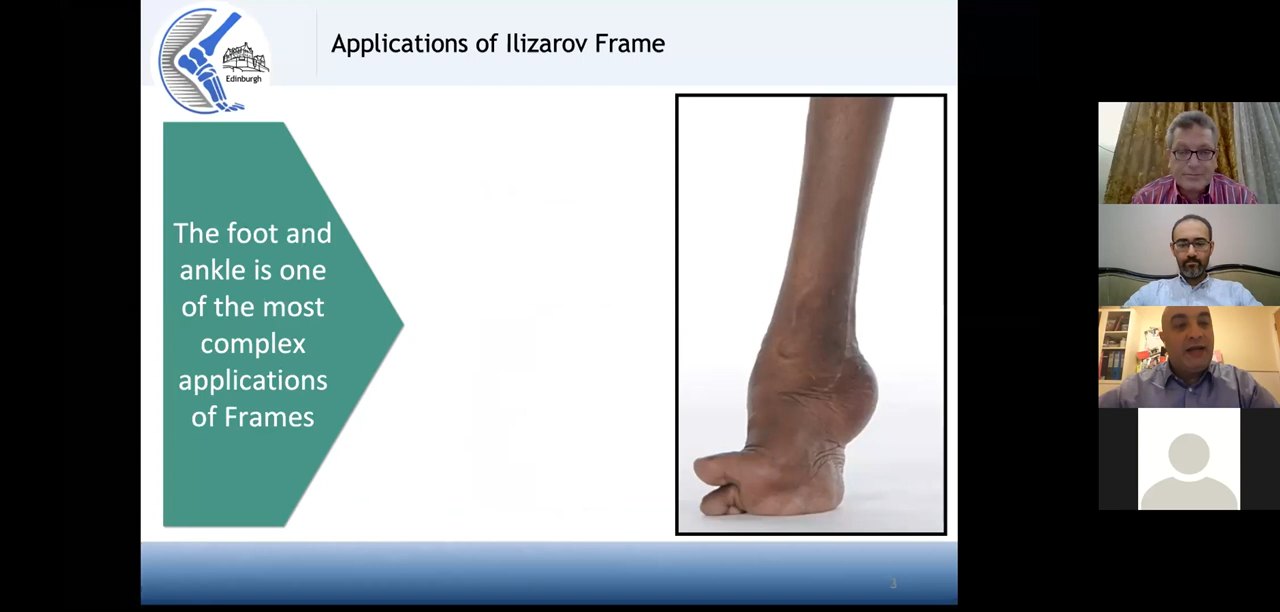 Applications of Ilizarov Frame
Edinburgh
The foot and
ankle is one
of the most
complex
applications
of Frames
3